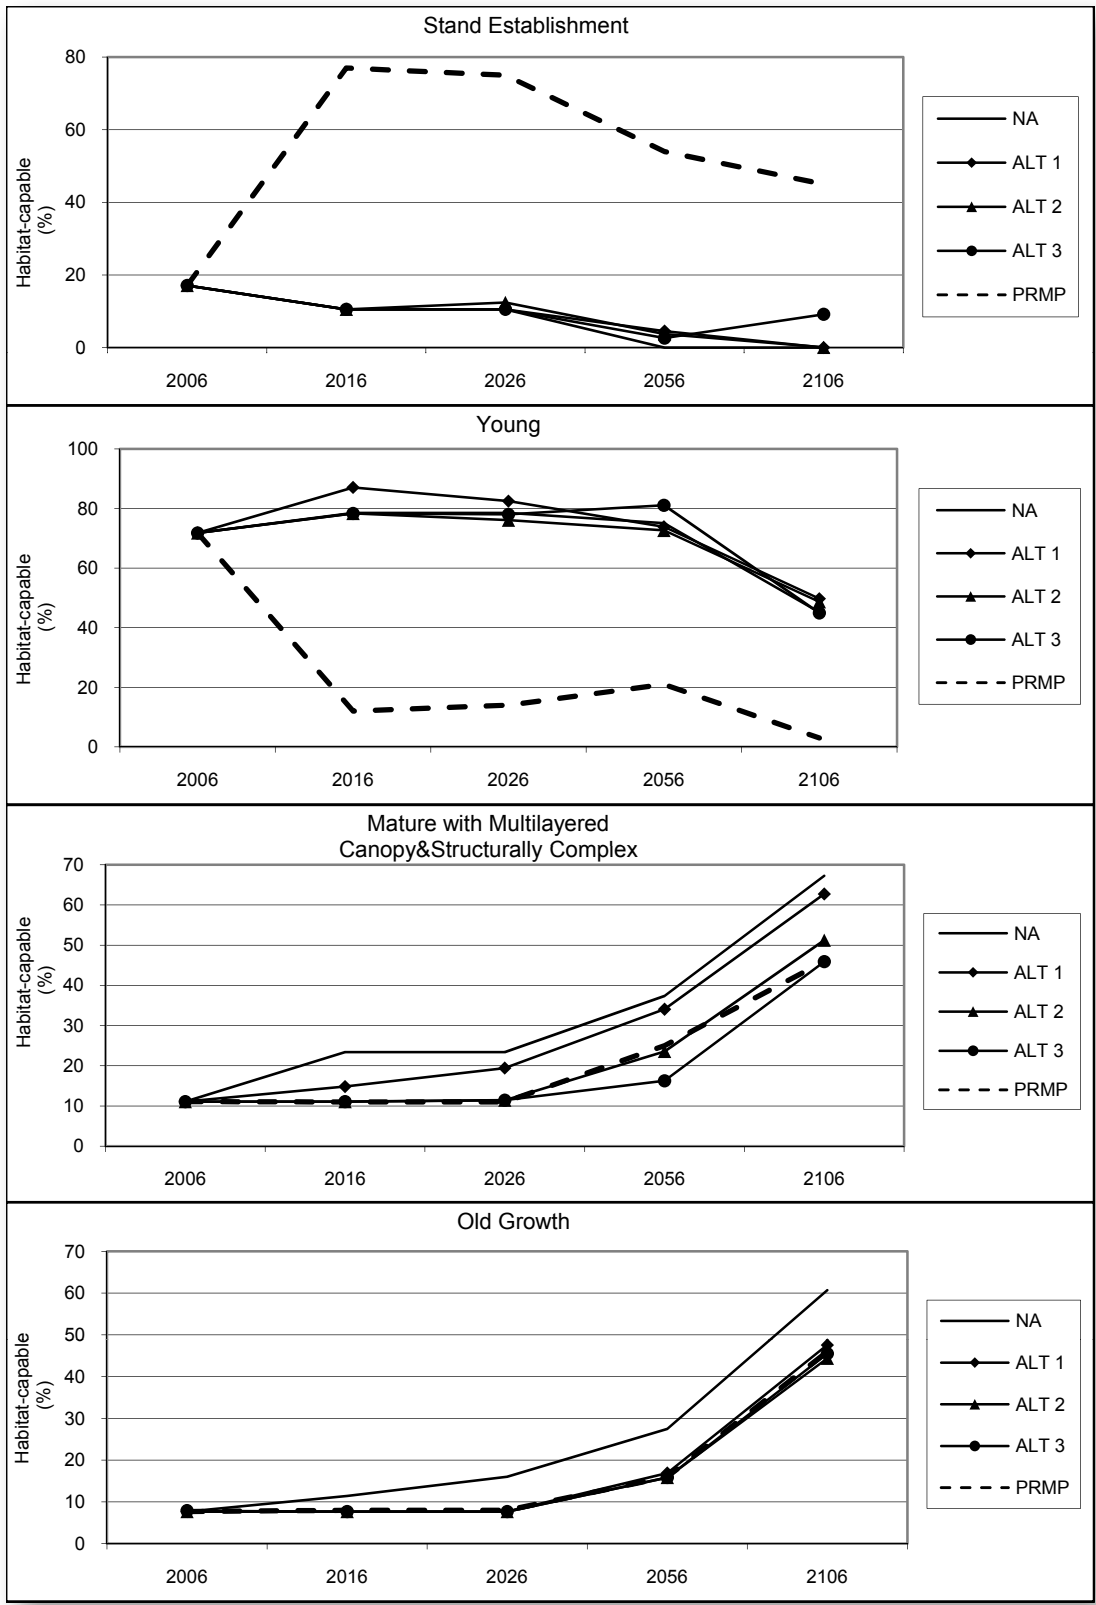 Stand Establishment
Habitat-capable
(%)
80
60
40
20
0
2006 2016 2026 2056 2106
NA
ALT 1
ALT 2
ALT 3
PRMP
Young
Habitat-capable
(%)
100
80
60
40
20
0
2006 2016 2026 2056 2106
NA
ALT 1
ALT 2
ALT 3
PRMP
Mature with Multilayered
Canopy&Structurally Complex
Habitat-capable
(%)
70
60
50
40
30
20
10
0
2006 2016 2026 2056 2106
NA
ALT 1
ALT 2
ALT 3
PRMP
Old Growth
Habitat-capable
(%)
70
60
50
40
30
20
10
0
2006 2016 2026 2056 2106
NA
ALT 1
ALT 2
ALT 3
PRMP